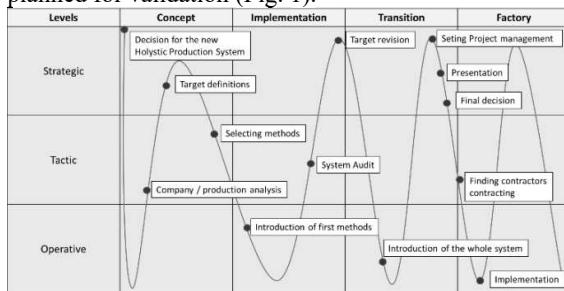 planned for validation (Fig. 1).
Levels
Concept
Implementation
Transition
Factory
Strategic
Decision for the new
Holystic Production System
Target definitions
Target revision
Seting Project management
Presentation
Final decision
Tactic
Selecting methods
System Audit
Company / production analysis
Finding contractors
contracting
Operative
Introduction of first methods
Introduction of the whole system
Implementation